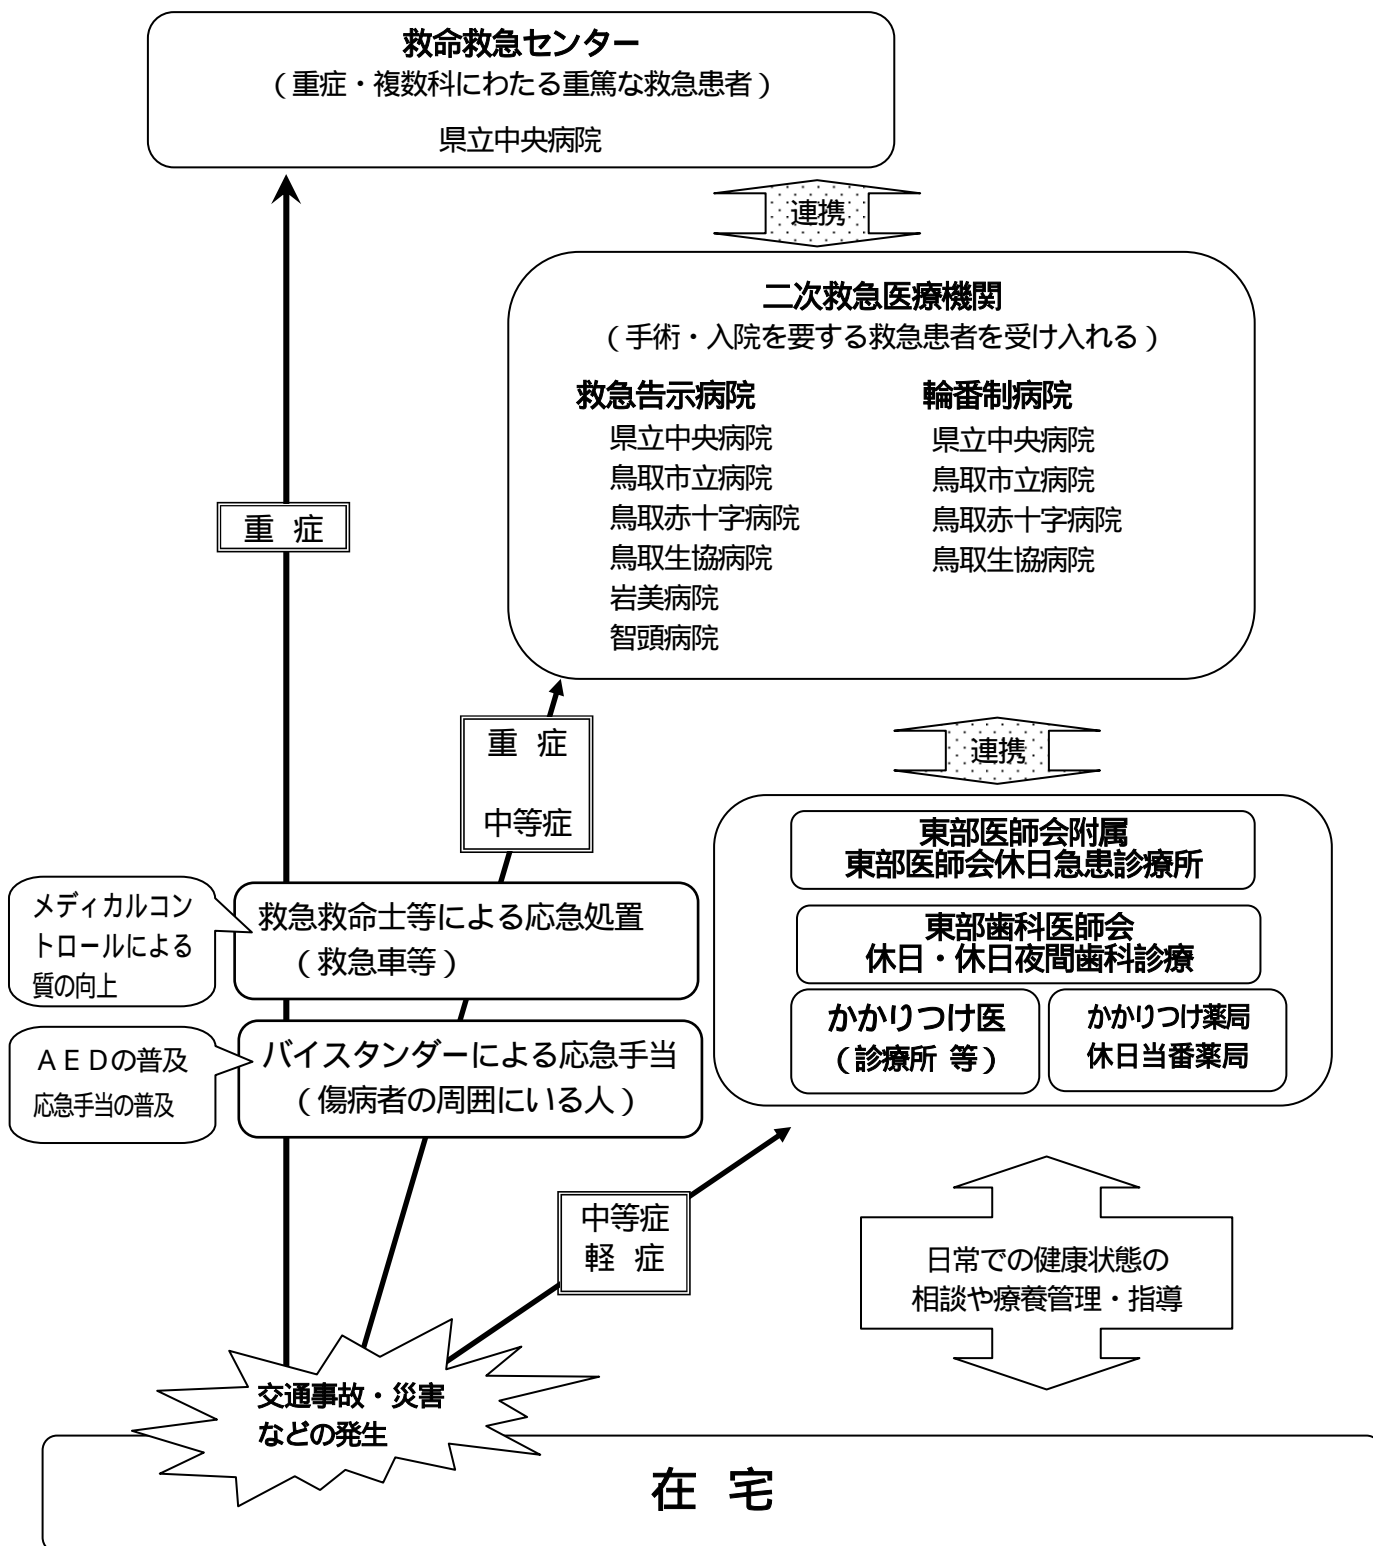 救命救急センター
（重症・複数科にわたる重篤な救急患者）
県立中央病院
連携
二次救急医療機関
（手術・入院を要する救急患者を受け入れる）
救急告示病院
県立中央病院
鳥取市立病院
鳥取赤十字病院
鳥取生協病院
岩美病院
智頭病院
輪番制病院
県立中央病院
鳥取市立病院
鳥取赤十字病院
鳥取生協病院
重 症
重 症
中等症
連携
東部医師会附属
東部医師会休日急患診療所
東部歯科医師会
休日・休日夜間歯科診療
かかりつけ医
（診療所 等）
かかりつけ薬局
休日当番薬局
メディカルコン
トロールによる
質の向上
救急救命士等による応急処置
（救急車等）
ＡＥＤの普及
応急手当の普及
バイスタンダーによる応急手当
（傷病者の周囲にいる人）
中等症
軽 症
日常での健康状態の
相談や療養管理・指導
交通事故・災害
などの発生
在 宅